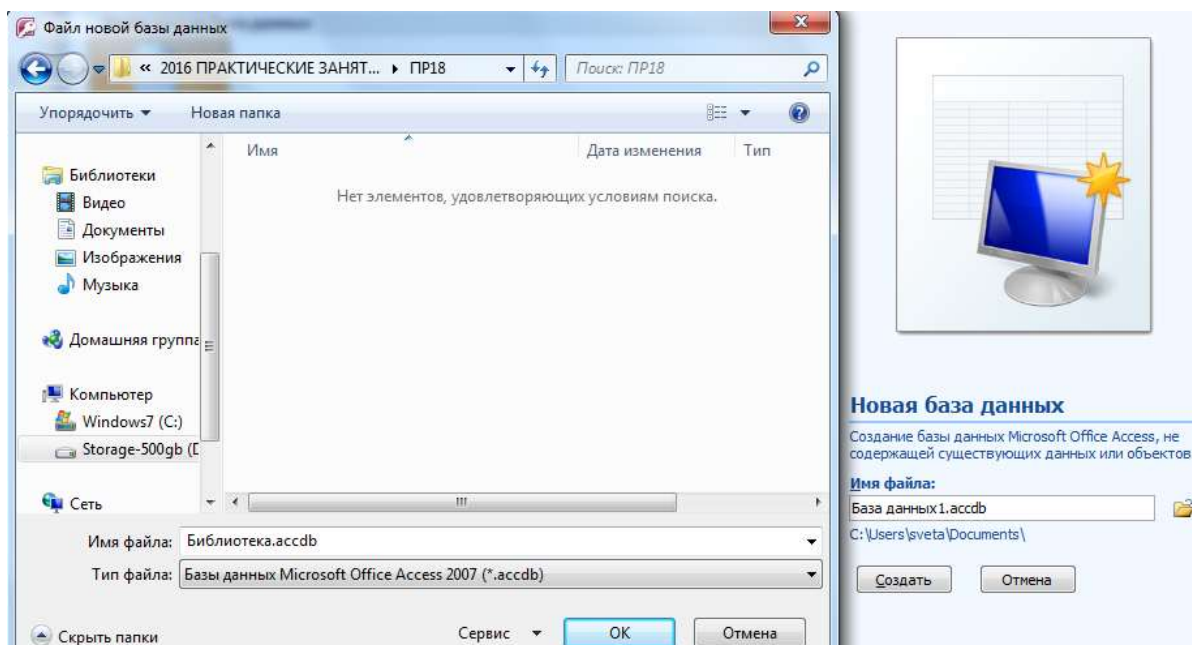 Файл новой базы данных
« 2016 ПРАКТИЧЕСКИЕ ЗАНЯТ... ▸ ПР18
Поиск: ПР18
Упорядочить ▾ Новая папка
Имя Дата изменения Тип
Нет элементов, удовлетворяющих условиям поиска.
Библиотеки
Видео
Документы
Изображения
Музыка
Домашняя группа
Компьютер
Windows7 (C:)
Storage-500gb (D
Сеть
Имя файла: Библиотека.accdb
Тип файла: Базы данных Microsoft Office Access 2007 (*.accdb)
Скрыть папки
Сервис ▾ ОК Отмена
Новая база данных
Создание базы данных Microsoft Office Access, не
содержащей существующих данных или объектов
Имя файла:
База данных1.accdb
C:\Users\sveta\Documents\
Создать Отмена